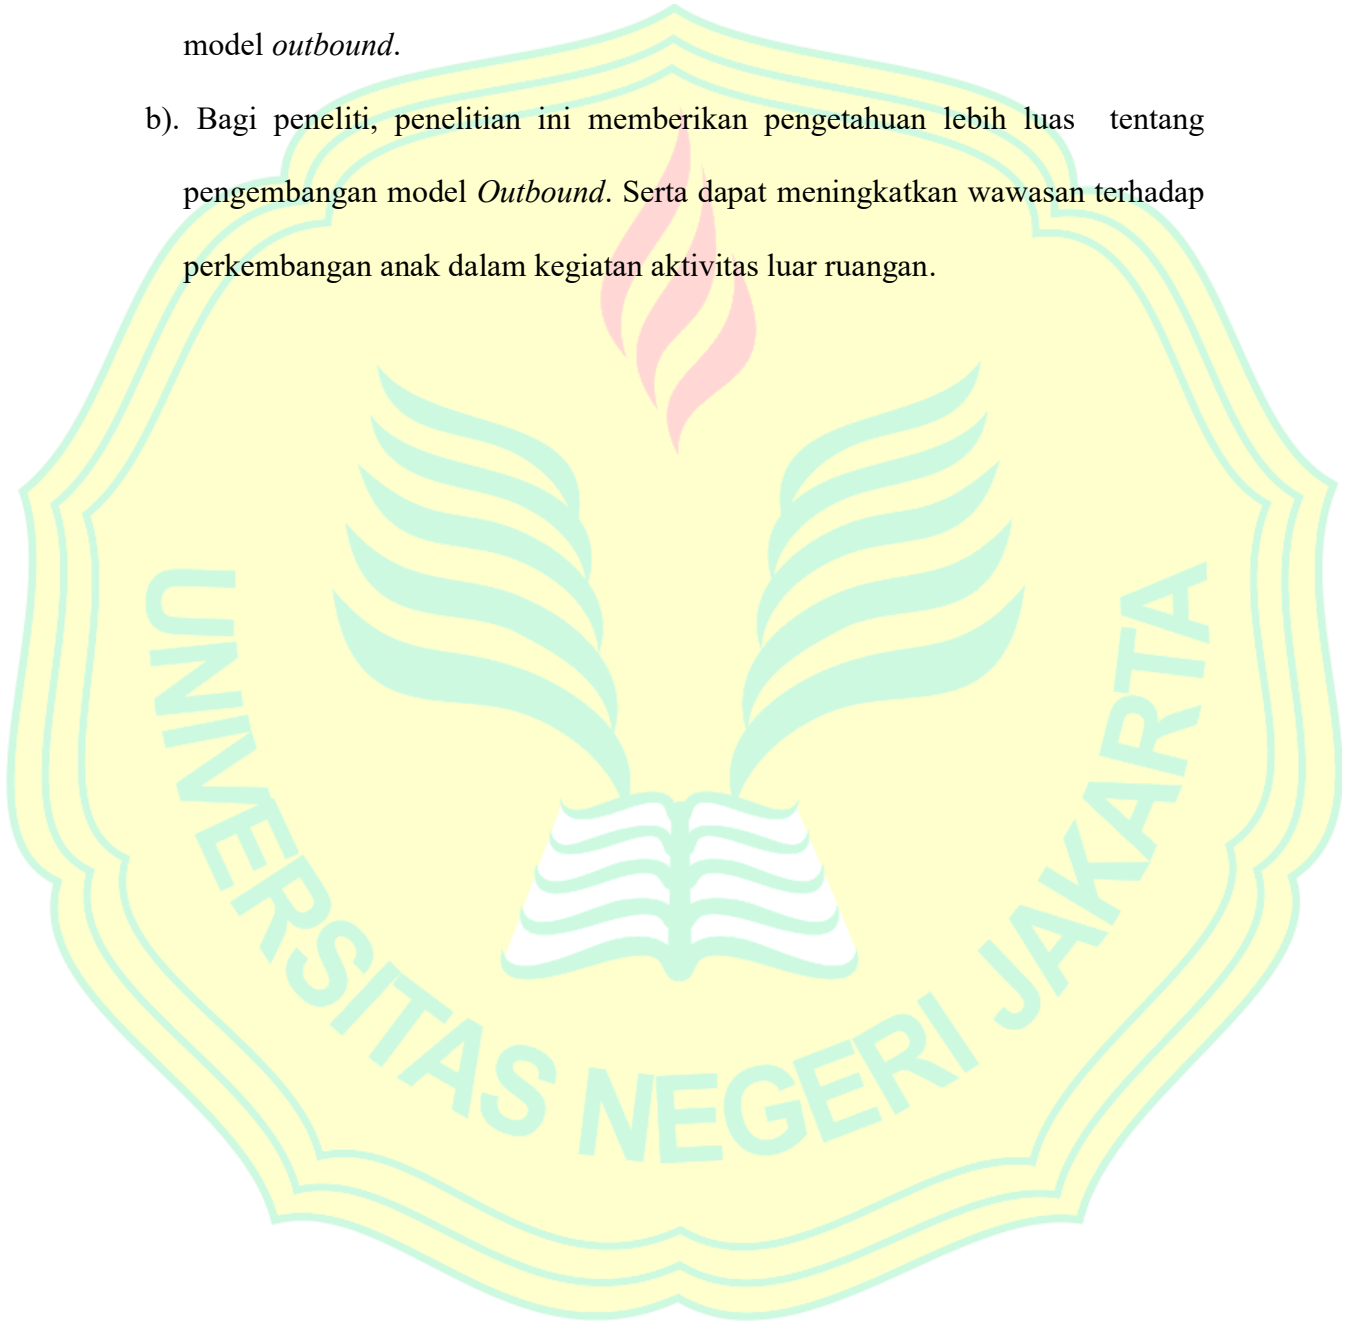 model outbound.
b). Bagi peneliti, penelitian ini memberikan pengetahuan lebih luas tentang
pengembangan model Outbound. Serta dapat meningkatkan wawasan terhadap
perkembangan anak dalam kegiatan aktivitas luar ruangan.
UNIVERSITAS NEGERI JAKARTA